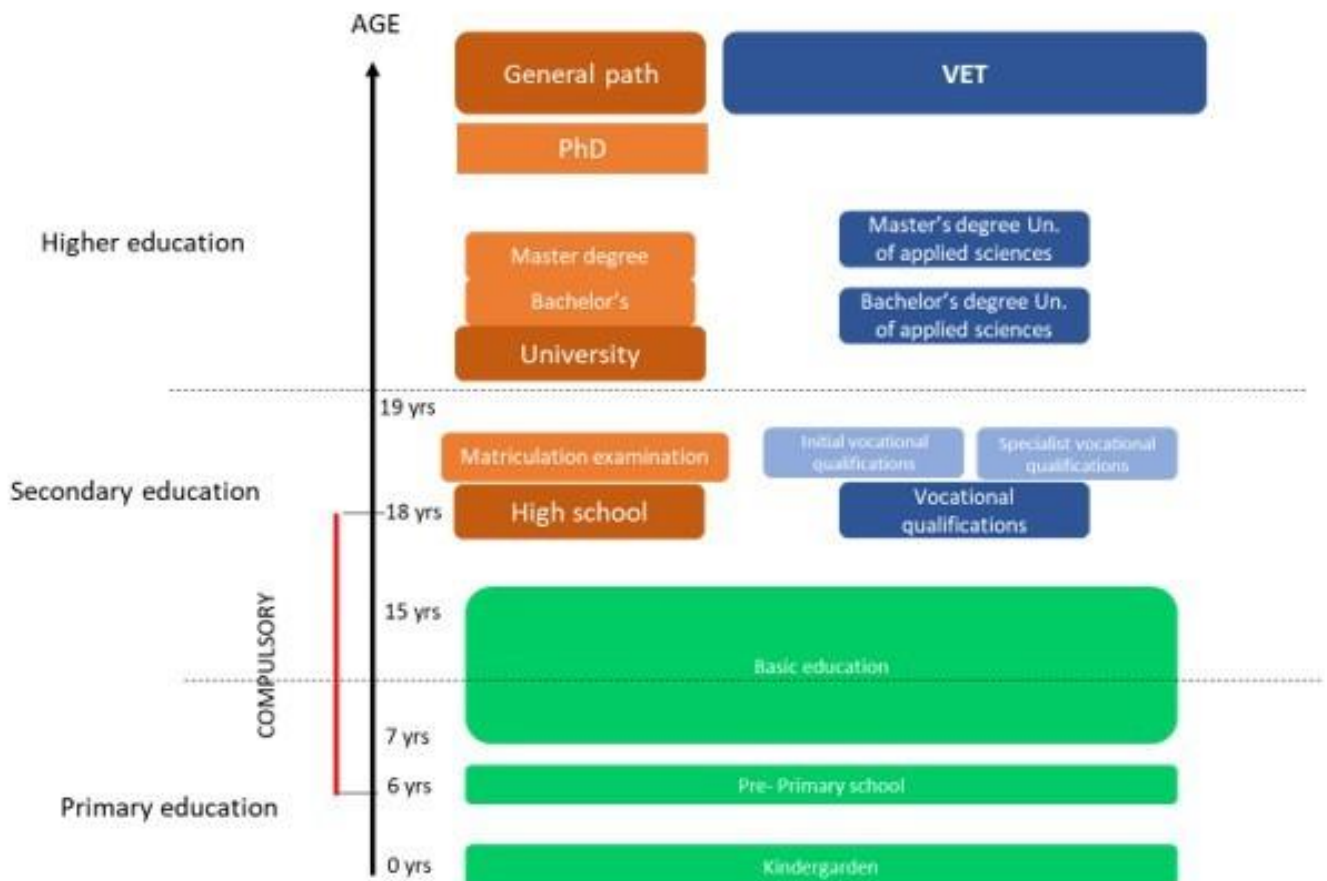 AGE
General path
VET
PhD
Higher education
Master degree
Bachelor's
University
Master's degree Un.
of applied sciences
Bachelor's degree Un.
of applied sciences
19 yrs
Secondary education
Matriculation examination
Initial vocational
qualifications
Specialist vocational
qualifications
18 yrs
High school
Vocational
qualifications
COMPULSORY
15 yrs
Basic education
7 yrs
6 yrs
Pre- Primary school
Primary education
0 yrs
Kindergarden